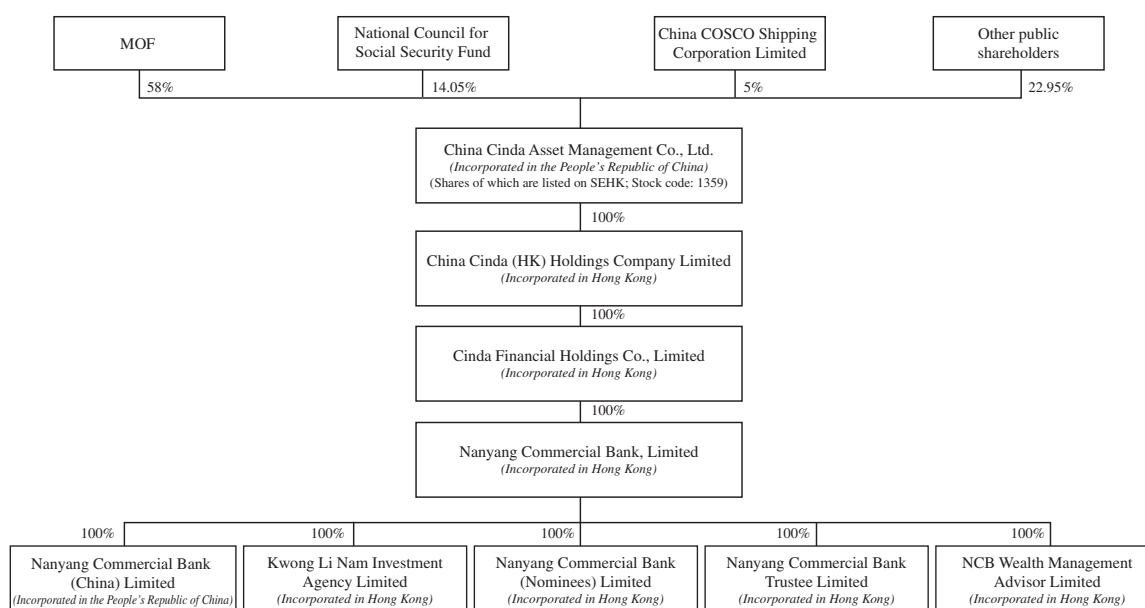 MOF
National Council for
Social Security Fund
China COSCO Shipping
Corporation Limited
Other public
shareholders
58%
14.05%
5%
22.95%
China Cinda Asset Management Co., Ltd.
(Incorporated in the People's Republic of China)
(Shares of which are listed on SEHK; Stock code: 1359)
100%
China Cinda (HK) Holdings Company Limited
(Incorporated in Hong Kong)
100%
Cinda Financial Holdings Co., Limited
(Incorporated in Hong Kong)
100%
Nanyang Commercial Bank, Limited
(Incorporated in Hong Kong)
100%
100%
100%
100%
100%
Nanyang Commercial Bank
(China) Limited
(Incorporated in the People's Republic of China)
Kwong Li Nam Investment
Agency Limited
(Incorporated in Hong Kong)
Nanyang Commercial Bank
(Nominees) Limited
(Incorporated in Hong Kong)
Nanyang Commercial Bank
Trustee Limited
(Incorporated in Hong Kong)
NCB Wealth Management
Advisor Limited
(Incorporated in Hong Kong)